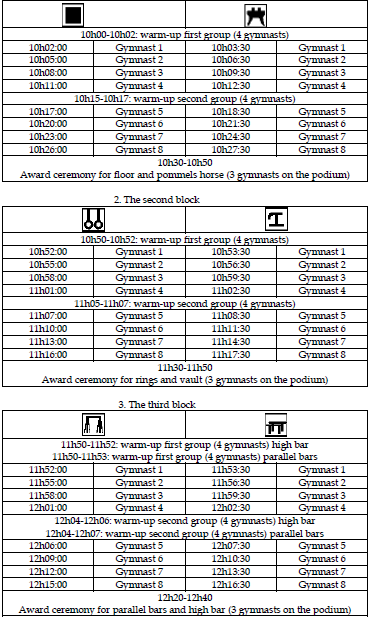 10h00-10h02: warm-up first group (4 gymnasts)
10h02:00 Gymnast 1 10h03:30 Gymnast 1
10h05:00 Gymnast 2 10h06:30 Gymnast 2
10h08:00 Gymnast 3 10h09:30 Gymnast 3
10h11:00 Gymnast 4 10h12:30 Gymnast 4
10h15-10h17: warm-up second group (4 gymnasts)
10h17:00 Gymnast 5 10h18:30 Gymnast 5
10h20:00 Gymnast 6 10h21:30 Gymnast 6
10h23:00 Gymnast 7 10h24:30 Gymnast 7
10h26:00 Gymnast 8 10h27:30 Gymnast 8
10h30-10h50
Award ceremony for floor and pommels horse (3 gymnasts on the podium)
2. The second block
10h50-10h52: warm-up first group (4 gymnasts)
10h52:00 Gymnast 1 10h53:30 Gymnast 1
10h55:00 Gymnast 2 10h56:30 Gymnast 2
10h58:00 Gymnast 3 10h59:30 Gymnast 3
11h01:00 Gymnast 4 11h02:30 Gymnast 4
11h05-11h07: warm-up second group (4 gymnasts)
11h07:00 Gymnast 5 11h08:30 Gymnast 5
11h10:00 Gymnast 6 11h11:30 Gymnast 6
11h13:00 Gymnast 7 11h14:30 Gymnast 7
11h16:00 Gymnast 8 11h17:30 Gymnast 8
11h30-11h50
Award ceremony for rings and vault (3 gymnasts on the podium)
3. The third block
11h50-11h52: warm-up first group (4 gymnasts) high bar
11h50-11h53: warm-up first group (4 gymnasts) parallel bars
11h52:00 Gymnast 1 11h53:30 Gymnast 1
11h55:00 Gymnast 2 11h56:30 Gymnast 2
11h58:00 Gymnast 3 11h59:30 Gymnast 3
12h01:00 Gymnast 4 12h02:30 Gymnast 4
12h04-12h06: warm-up second group (4 gymnasts) high bar
12h04-12h07: warm-up second group (4 gymnasts) parallel bars
12h06:00 Gymnast 5 12h07:30 Gymnast 5
12h09:00 Gymnast 6 12h10:30 Gymnast 6
12h12:00 Gymnast 7 12h13:30 Gymnast 7
12h15:00 Gymnast 8 12h16:30 Gymnast 8
12h20-12h40
Award ceremony for parallel bars and high bar (3 gymnasts on the podium)